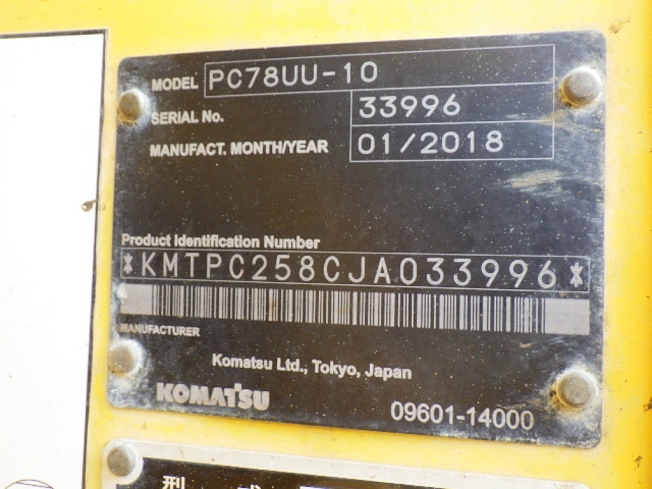 MODEL PC78UU-10
SERIAL No. 33996
MANUFACT. MONTH/YEAR 01/2018
Product Identification Number
*KMTPC258CJA033996*
MANUFACTURER
Komatsu Ltd., Tokyo, Japan
KOMATSU
09601-14000
型